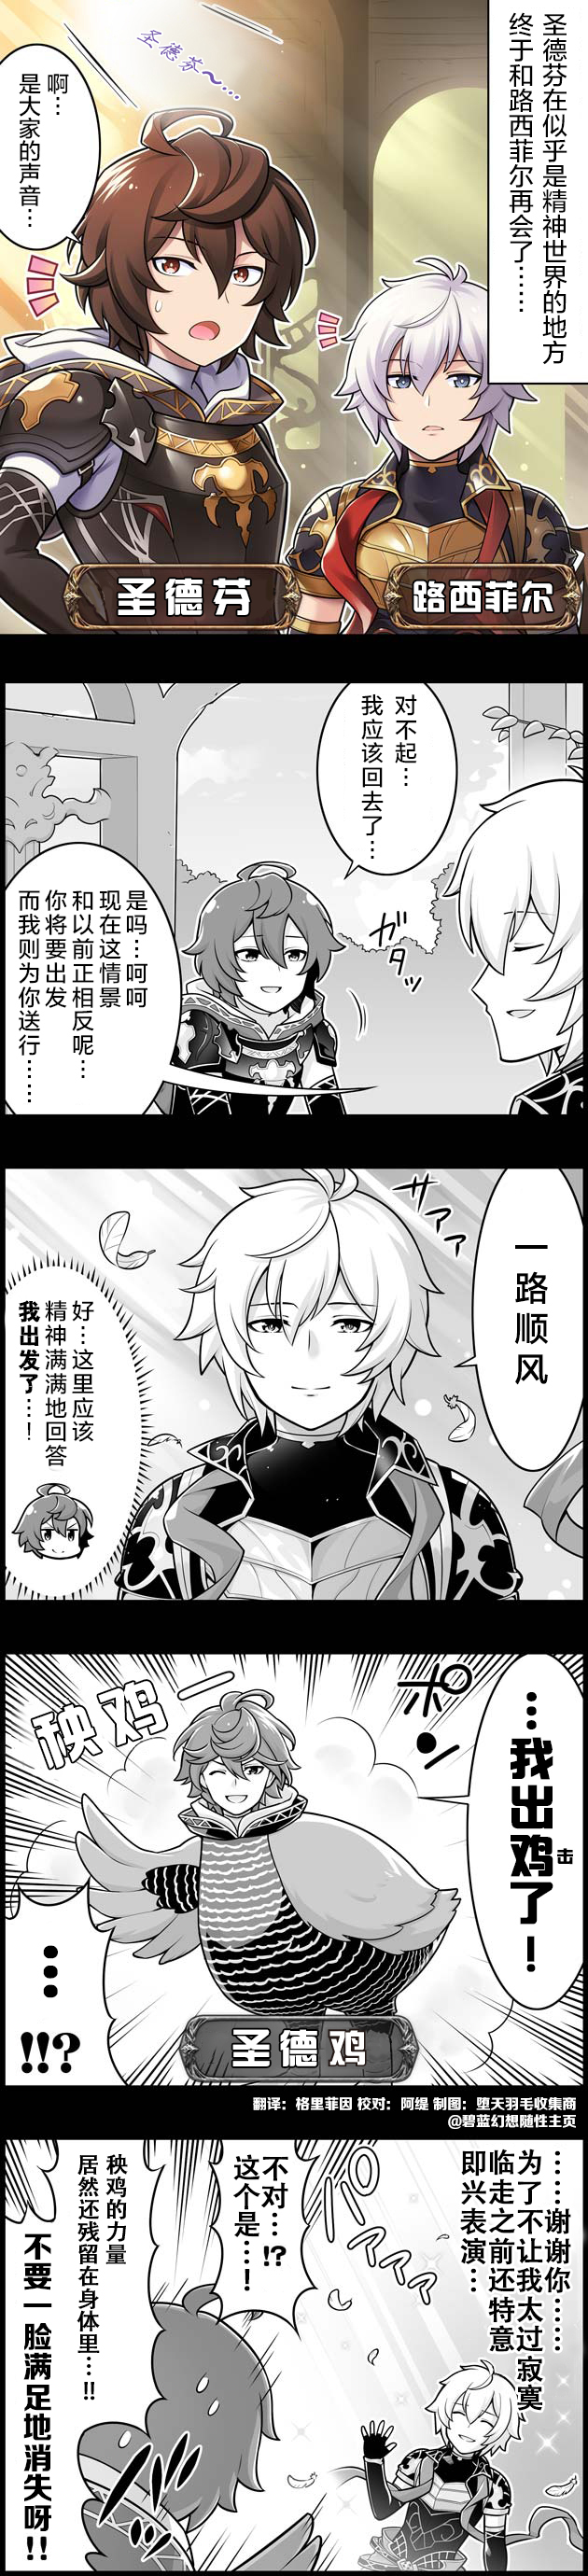 圣德芬在似乎是精神世界的地方
终于和路西菲尔再会了……
圣德芬～…
啊…
是大家的声音…
圣德芬
路西菲尔
对不起…
我应该回去了…
ガタッ
是吗…呵呵
现在这情景
和以前正相反呢…
你将要出发
而我则为你送行……
一路顺风
サァァァ
好…这里应该
精神满满地回答
我出发了…!
…我出鸡了!
击
ポンッ
秧鸡一
…
!!?
圣德鸡
翻译：格里菲因 校对：阿缇 制图：堕天羽毛收集商
@碧蓝幻想随性主页
……谢谢你……
为了不让我太过寂寞
临走之前还特意
即兴表演…
パァァァ
不对…!?
这个是…!
秧鸡的力量
居然还残留在身体里…!!
不要一脸满足地消失呀!!